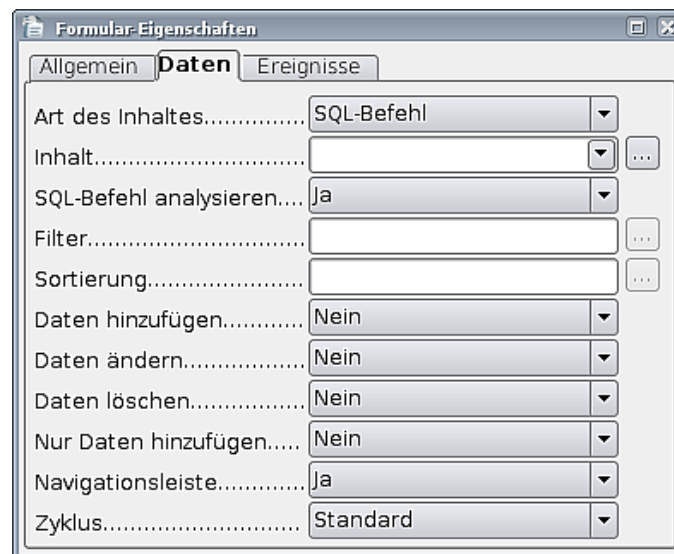 Formular-Eigenschaften
Allgemein Daten Ereignisse
Art des Inhaltes............... SQL-Befehl
Inhalt............................... ...
SQL-Befehl analysieren.... Ja
Filter................................ ...
Sortierung....................... ...
Daten hinzufügen............ Nein
Daten ändern.................. Nein
Daten löschen................. Nein
Nur Daten hinzufügen..... Nein
Navigationsleiste............. Ja
Zyklus............................. Standard